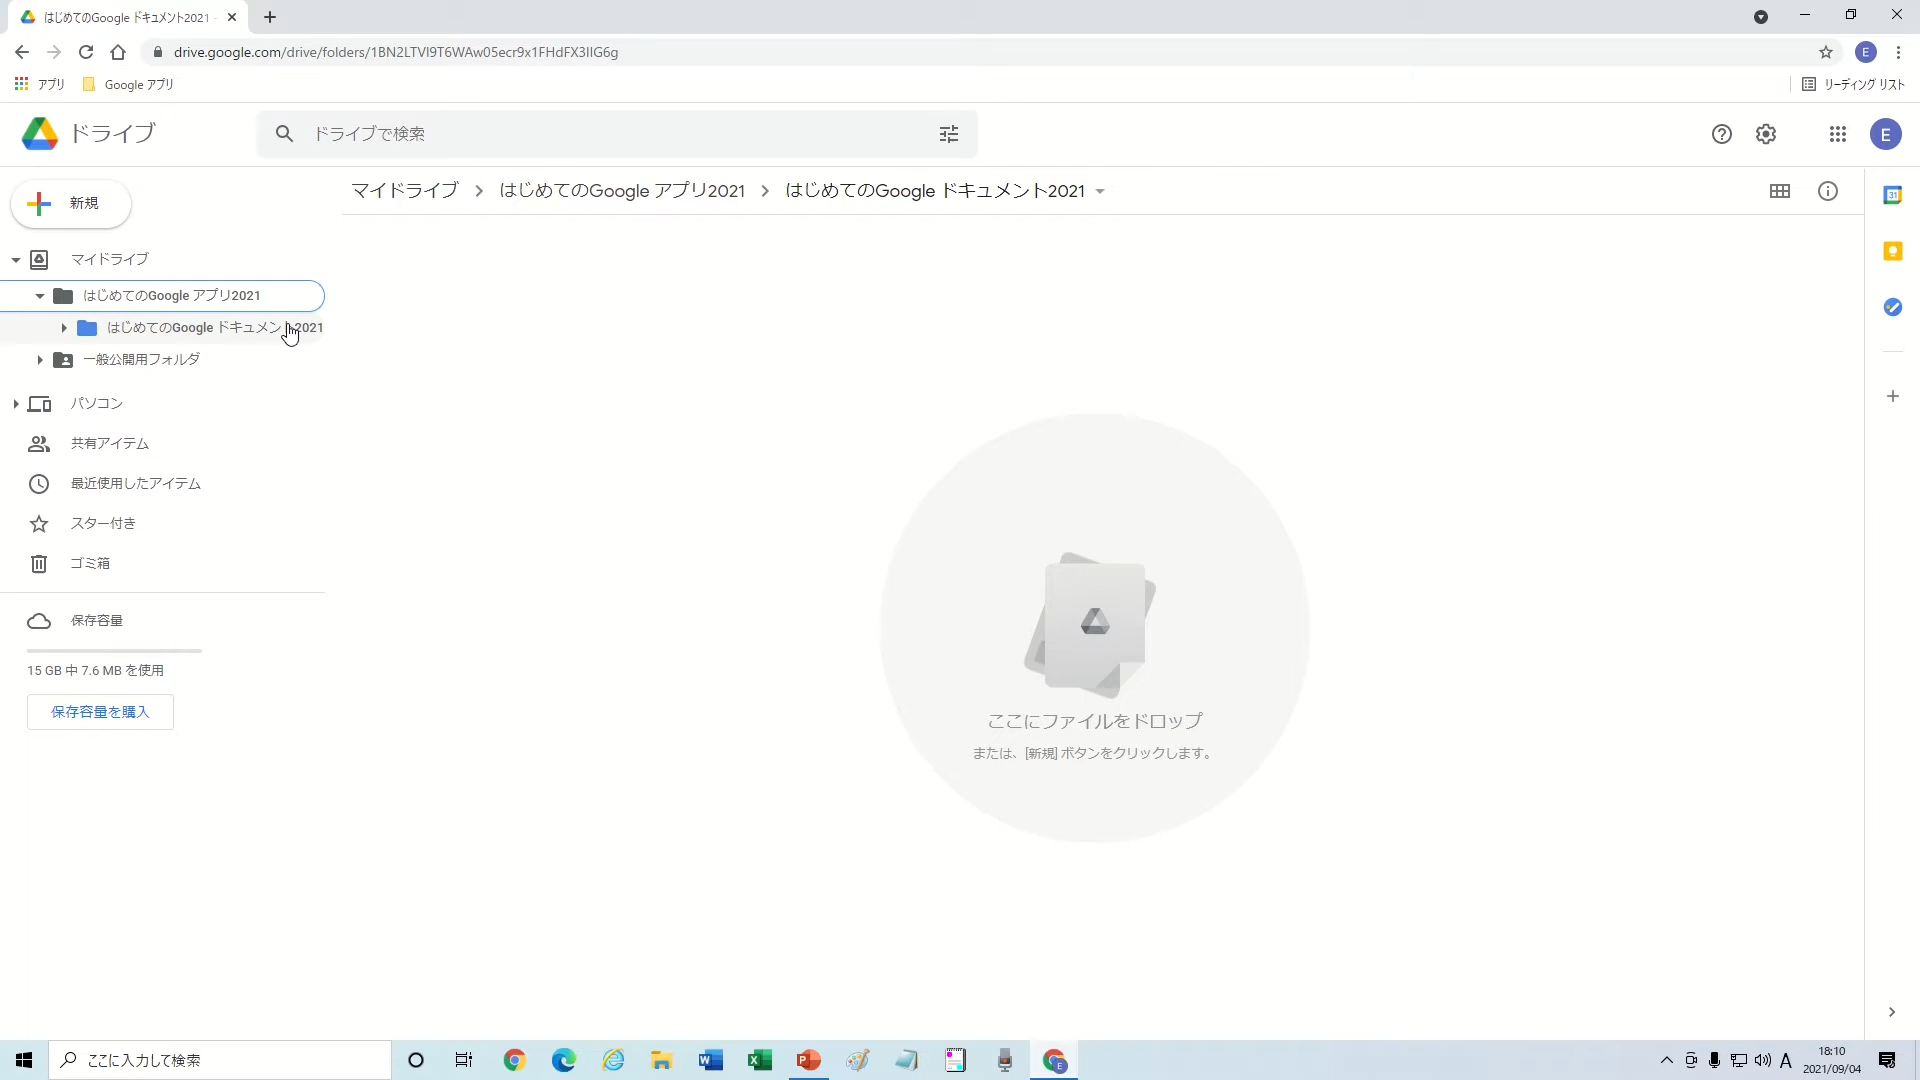 はじめてのGoogle ドキュメント2021 -
drive.google.com/drive/folders/1BN2LTVl9T6WAw05ecr9x1FHdFX3lIG6g
E
アプリ
Google アプリ
リーディング リスト
ドライブ
ドライブで検索
E
新規
マイドライブ
はじめてのGoogle アプリ2021
はじめてのGoogle ドキュメント2021
31
マイドライブ
はじめてのGoogle アプリ2021
はじめてのGoogle ドキュメント2021
一般公開用フォルダ
パソコン
共有アイテム
最近使用したアイテム
スター付き
ゴミ箱
保存容量
15 GB 中 7.6 MB を使用
保存容量を購入
ここにファイルをドロップ
または、[新規] ボタンをクリックします。
ここに入力して検索
A
18:10
2021/09/04